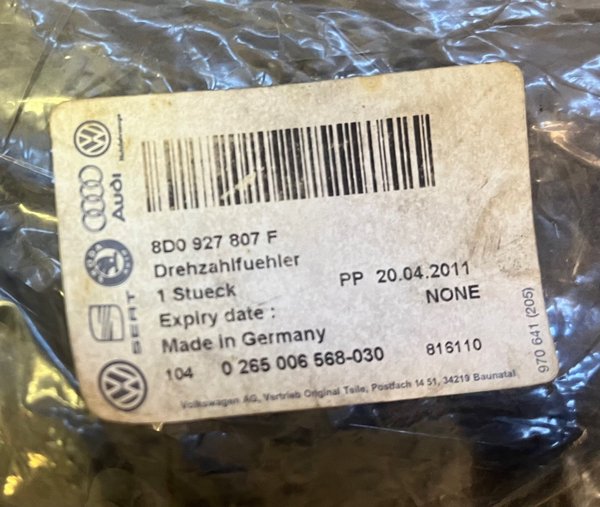 8D0 927 807 F
Drehzahlfuehler
1 Stueck
PP 20.04.2011
Expiry date :
NONE
Made in Germany
104 0 265 006 568-030 816110
Volkswagen AG, Vertrieb Original Teile, Postfach 14 51, 34219 Baunatal
970 641 (205)
Audi
SEAT